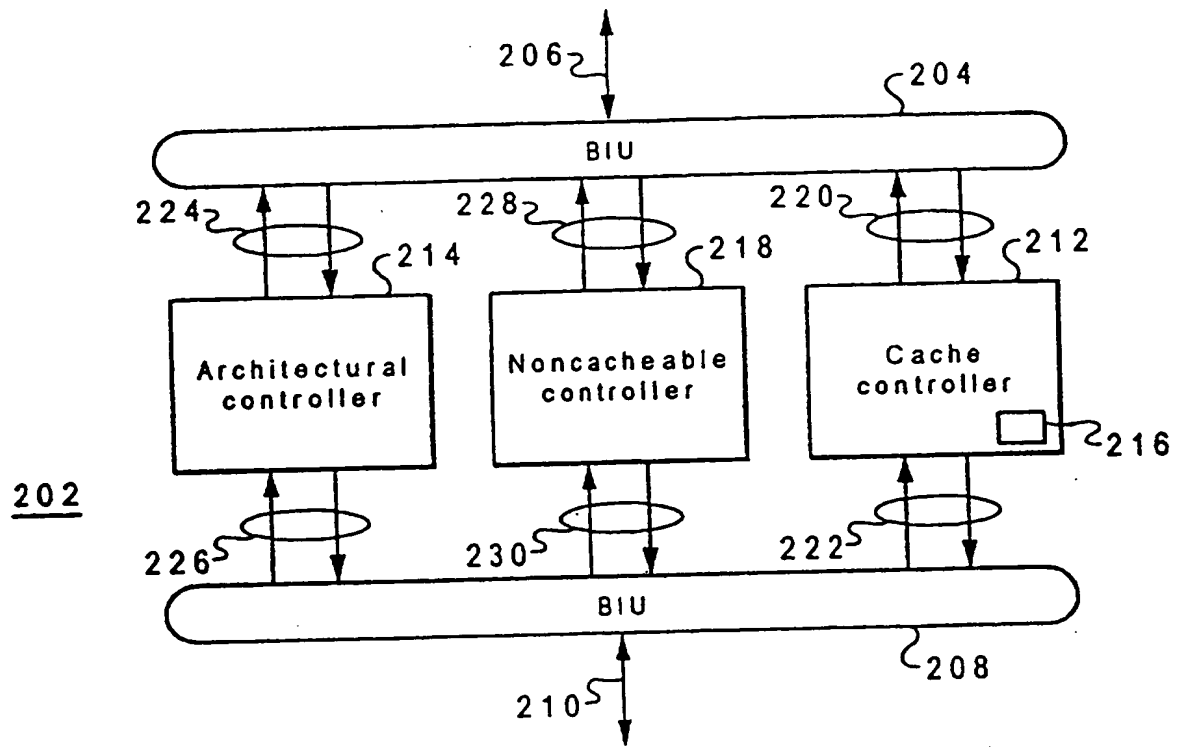 206
204
BIU
224
228
220
214
218
212
Architectural
controller
Noncacheable
controller
Cache
controller
216
202
226
230
222
BIU
208
210